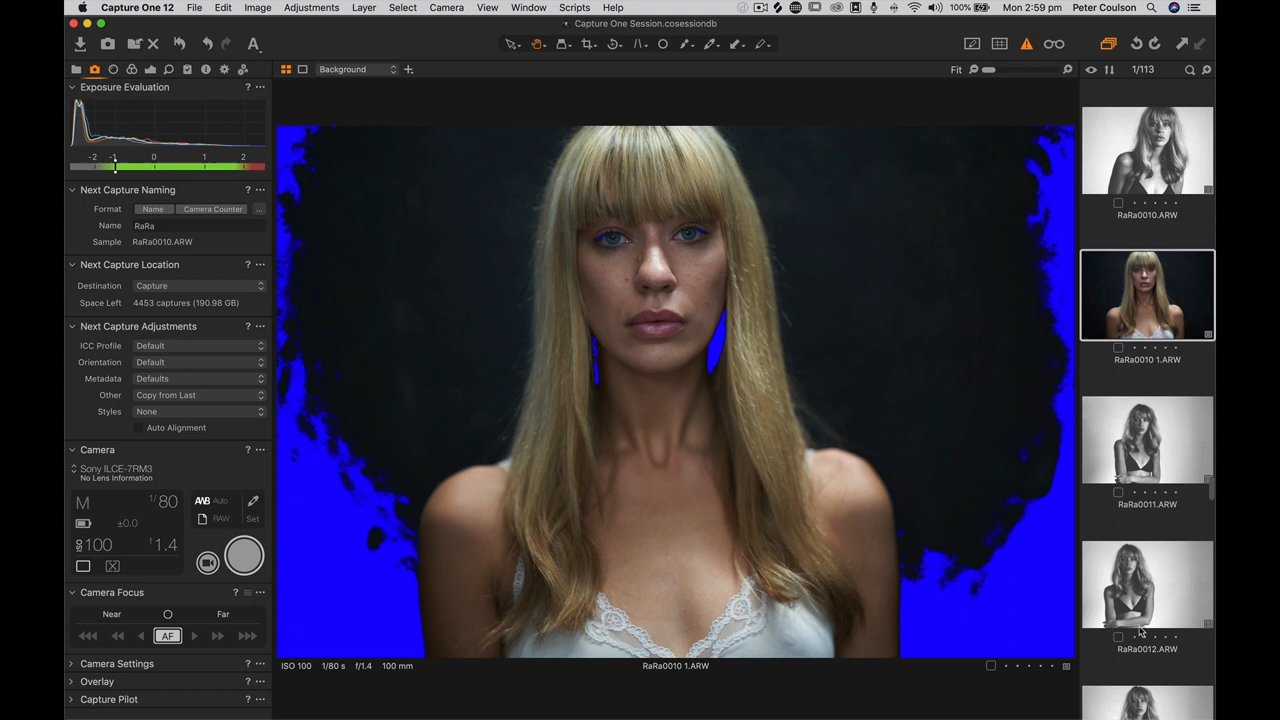 Capture One 12 File Edit Image Adjustments Layer Select Camera View Window Scripts Help 100% Mon 2:59 pm Peter Coulson
Capture One Session.cosessiondb
Background Fit 1/113
Exposure Evaluation ? ...
-2 -1 0 1 2
Next Capture Naming ? ...
Format Name Camera Counter ...
Name RaRa
Sample RaRa0010.ARW
Next Capture Location ? ...
Destination Capture
Space Left 4453 captures (190.98 GB)
Next Capture Adjustments ? ...
ICC Profile Default
Orientation Default
Metadata Defaults
Other Copy from Last
Styles None
Auto Alignment
Camera ? ...
Sony ILCE-7RM3
No Lens Information
M 1/80 AWB Auto
±0.0 RAW Set
ISO 100 f1.4
Camera Focus ? ...
Near Far
AF
Camera Settings ? ...
Overlay ? ...
Capture Pilot ? ...
ISO 100 1/80 s f/1.4 100 mm RaRa0010 1.ARW
RaRa0010.ARW
RaRa0010 1.ARW
RaRa0011.ARW
RaRa0012.ARW